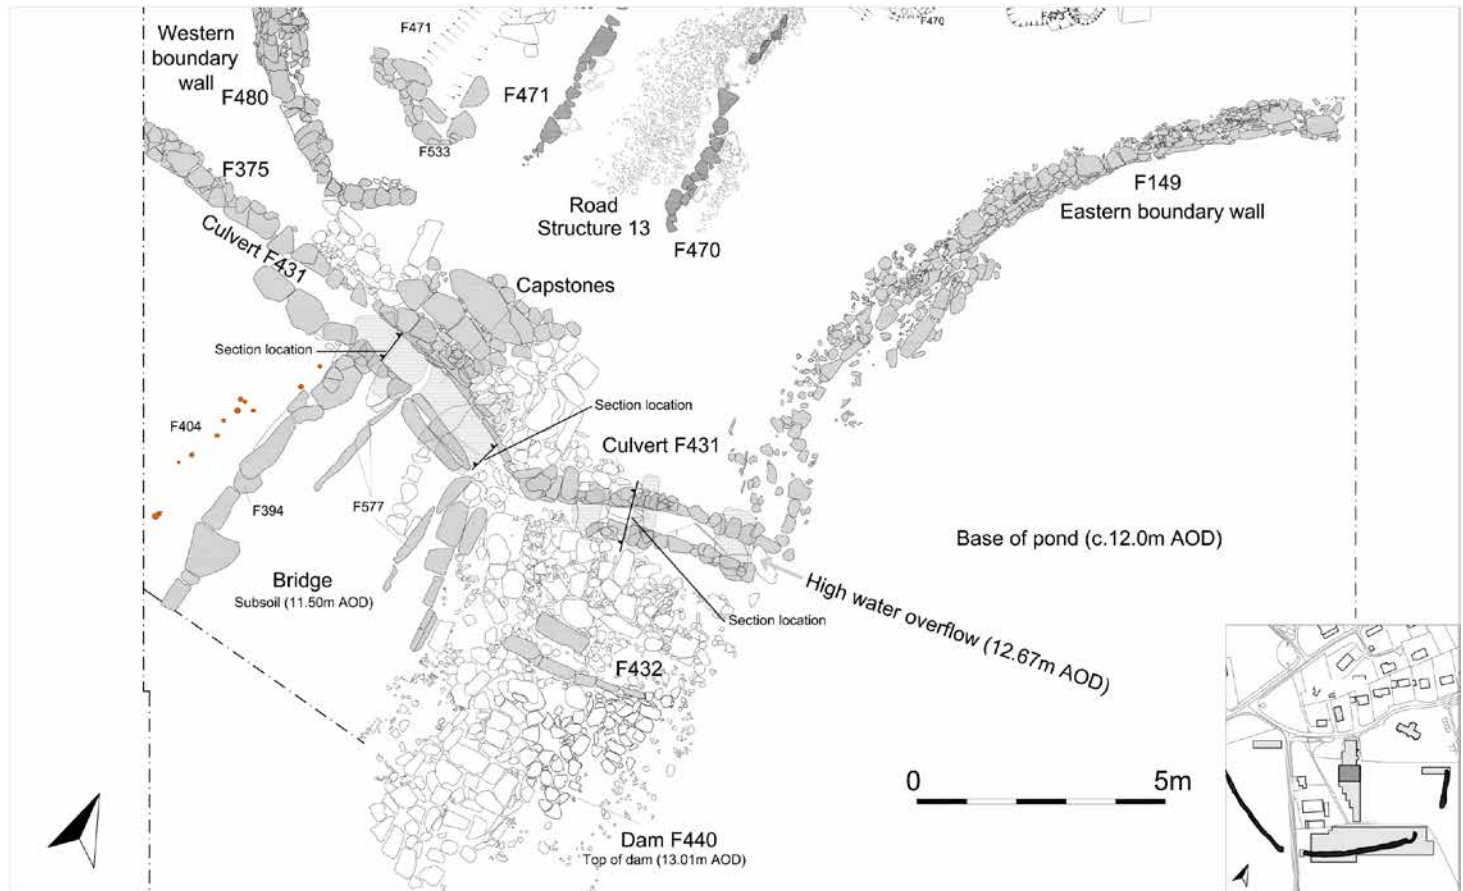 Western
boundary
wall
F480
F471
F533
F471
F470
F375
Culvert F431
Road
Structure 13
F470
F149
Eastern boundary wall
Capstones
Section location
Section location
Culvert F431
F404
F394
F577
Bridge
Subsoil (11.50m AOD)
Base of pond (c.12.0m AOD)
High water overflow (12.67m AOD)
Section location
F432
0 5m
Dam F440
Top of dam (13.01m AOD)